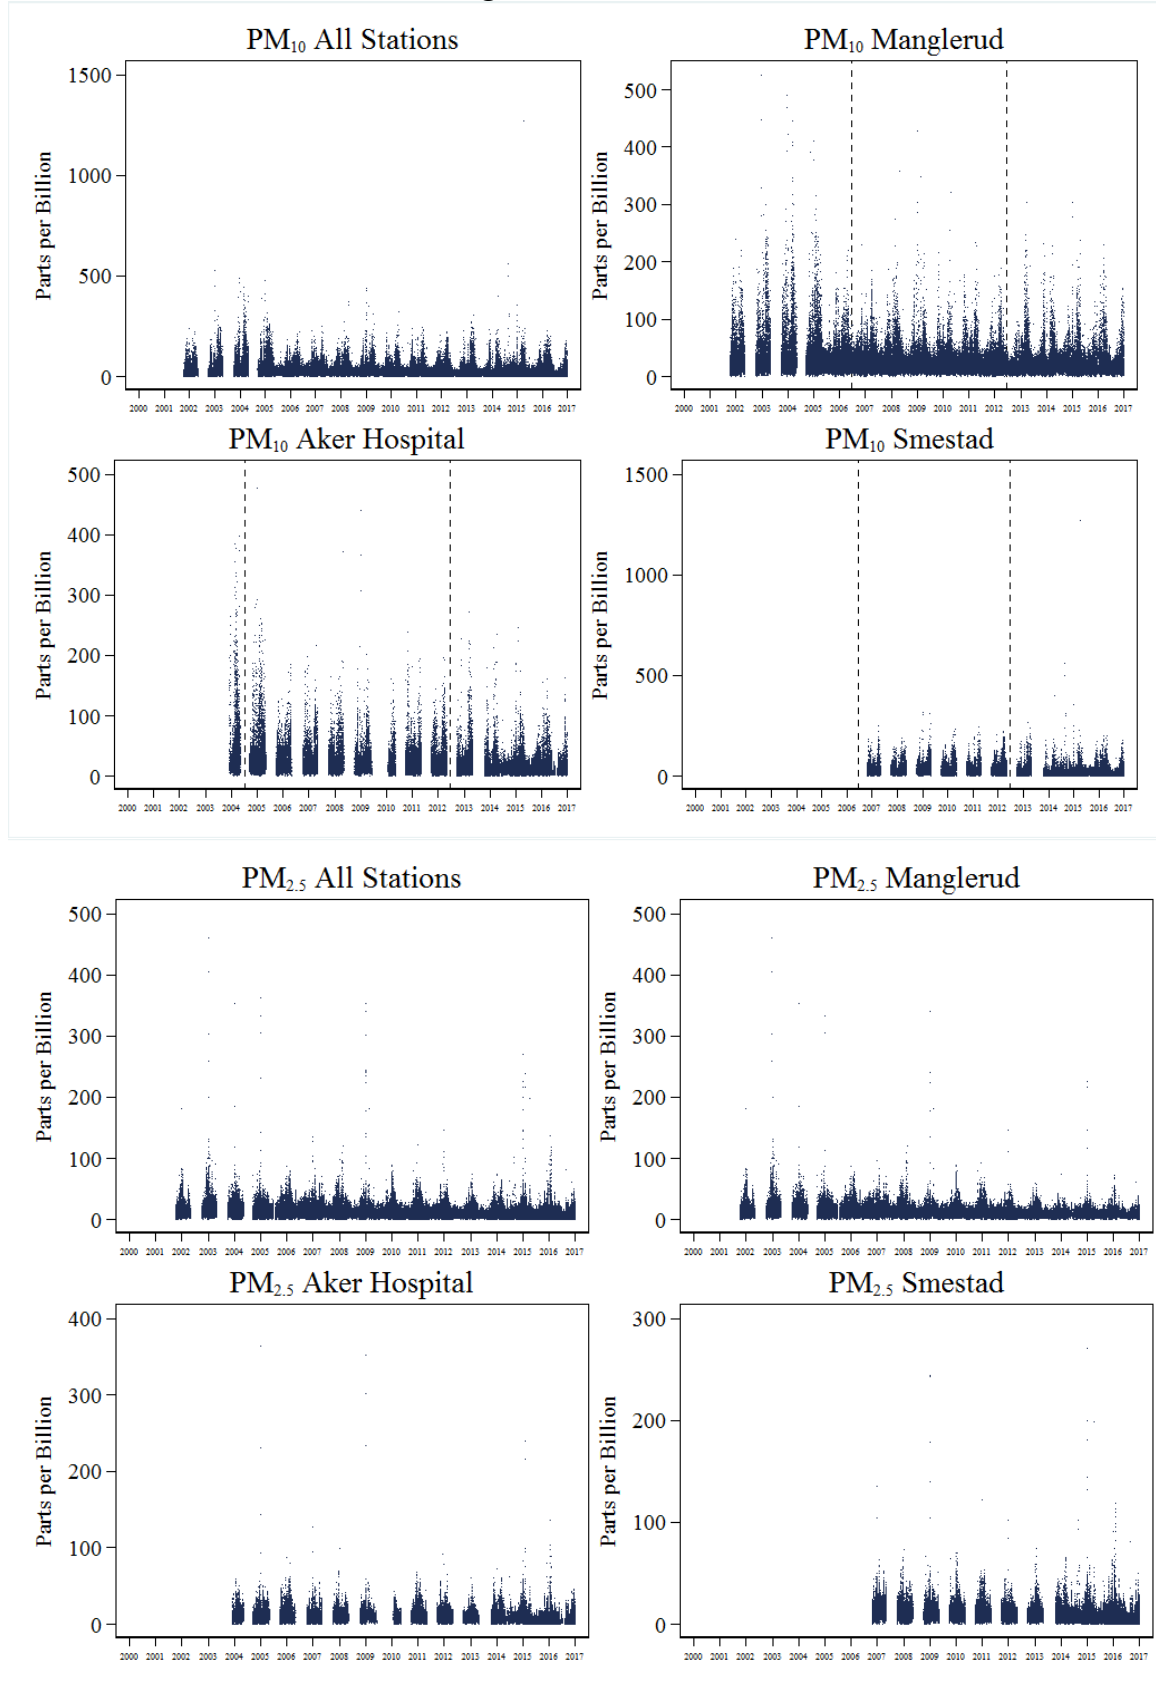 PM10 All Stations
Parts per Billion
1500
1000
500
0
2000 2001 2002 2003 2004 2005 2006 2007 2008 2009 2010 2011 2012 2013 2014 2015 2016 2017
PM10 Manglerud
Parts per Billion
500
400
300
200
100
0
2000 2001 2002 2003 2004 2005 2006 2007 2008 2009 2010 2011 2012 2013 2014 2015 2016 2017
PM10 Aker Hospital
Parts per Billion
500
400
300
200
100
0
2000 2001 2002 2003 2004 2005 2006 2007 2008 2009 2010 2011 2012 2013 2014 2015 2016 2017
PM10 Smestad
Parts per Billion
1500
1000
500
0
2000 2001 2002 2003 2004 2005 2006 2007 2008 2009 2010 2011 2012 2013 2014 2015 2016 2017
PM2.5 All Stations
Parts per Billion
500
400
300
200
100
0
2000 2001 2002 2003 2004 2005 2006 2007 2008 2009 2010 2011 2012 2013 2014 2015 2016 2017
PM2.5 Manglerud
Parts per Billion
500
400
300
200
100
0
2000 2001 2002 2003 2004 2005 2006 2007 2008 2009 2010 2011 2012 2013 2014 2015 2016 2017
PM2.5 Aker Hospital
Parts per Billion
400
300
200
100
0
2000 2001 2002 2003 2004 2005 2006 2007 2008 2009 2010 2011 2012 2013 2014 2015 2016 2017
PM2.5 Smestad
Parts per Billion
300
200
100
0
2000 2001 2002 2003 2004 2005 2006 2007 2008 2009 2010 2011 2012 2013 2014 2015 2016 2017